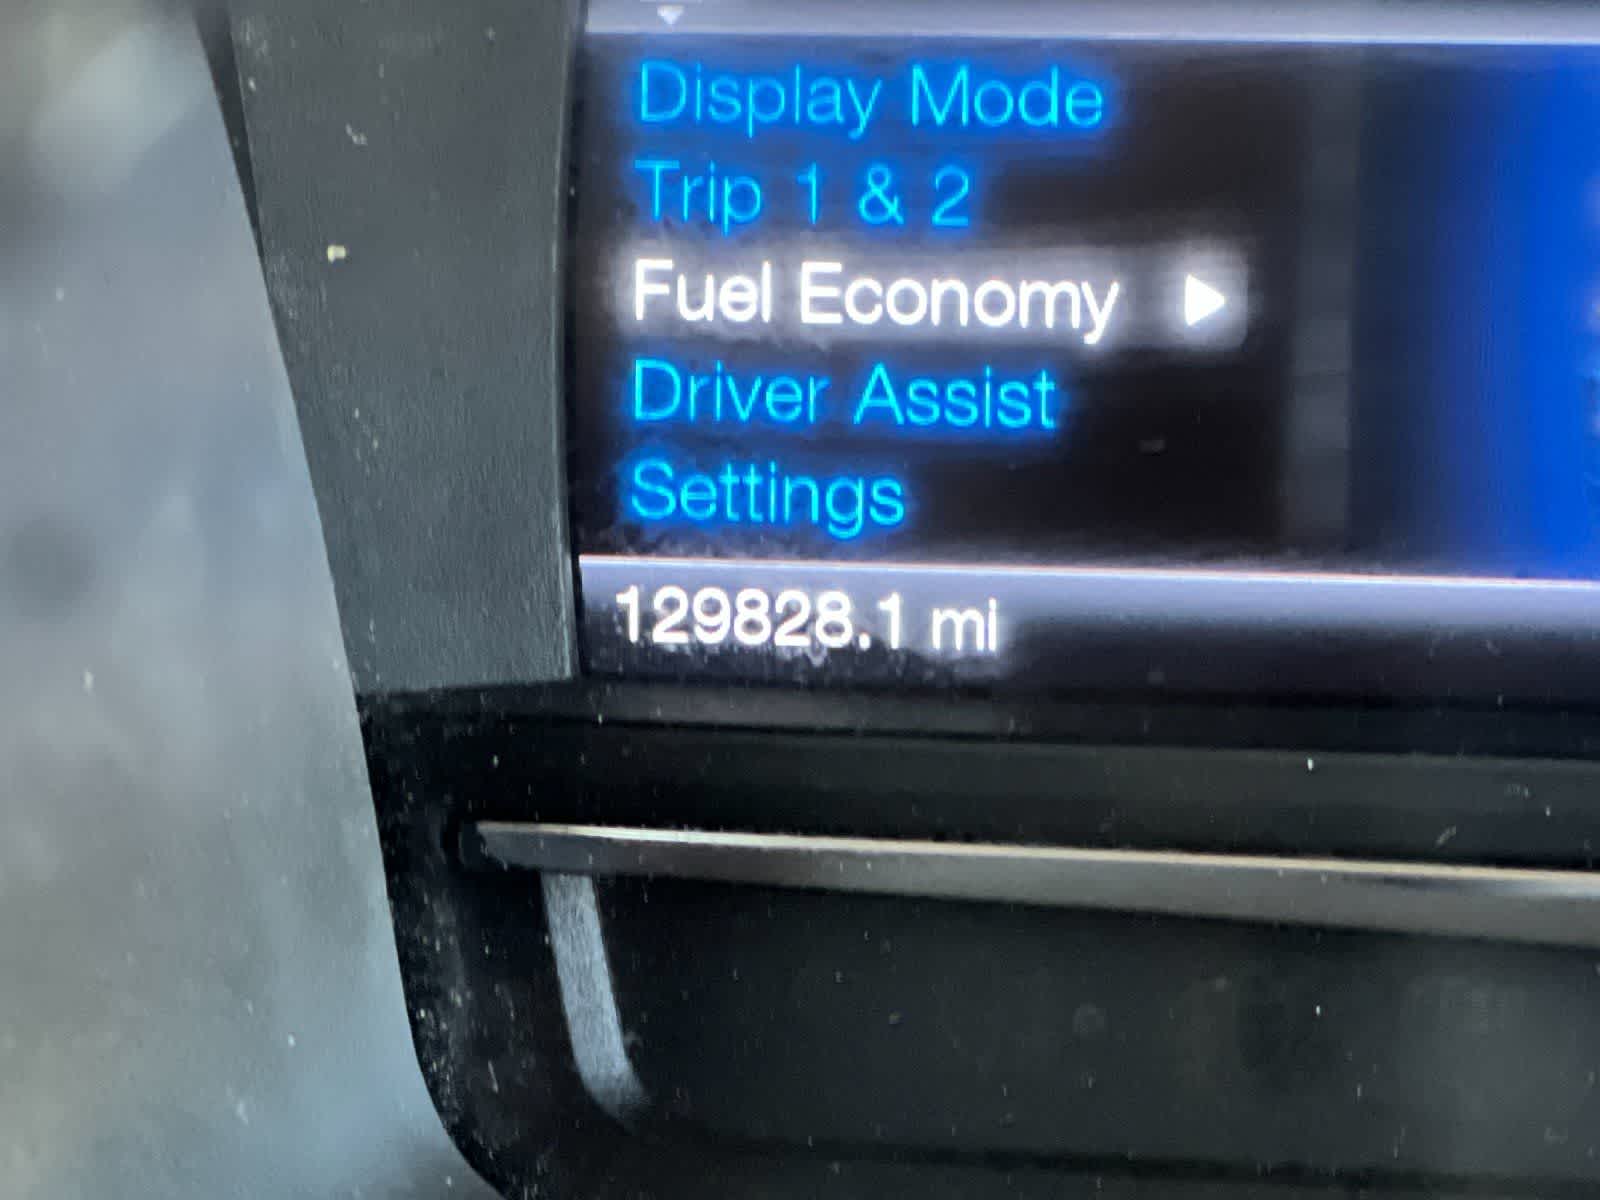 Display Mode
Trip 1 & 2
Fuel Economy
Driver Assist
Settings
129828.1 mi